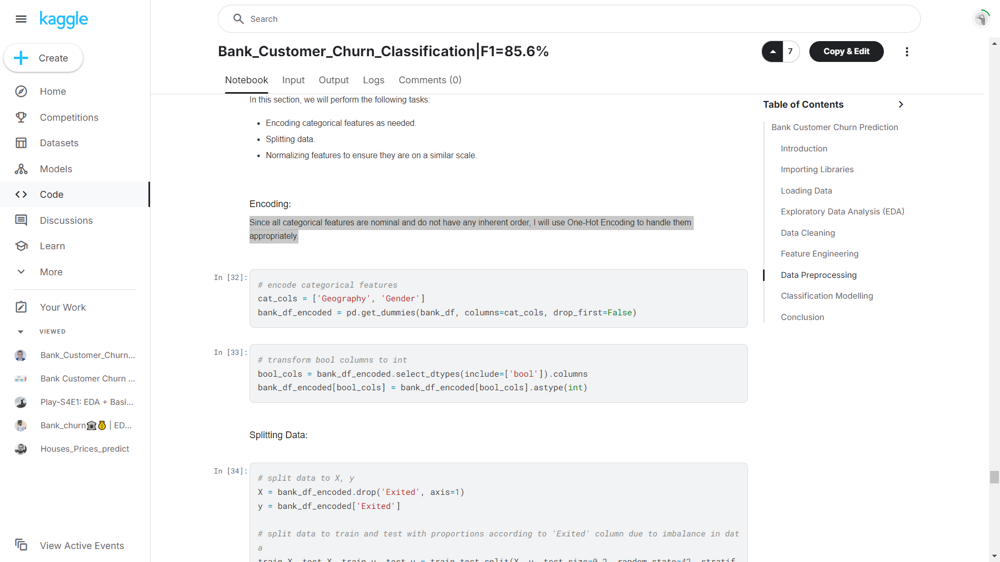 kaggle
Search
Create
Home
Competitions
Datasets
Models
Code
Discussions
Learn
More
Your Work
VIEWED
Bank_Customer_Churn...
Bank Customer Churn ...
Play-S4E1: EDA + Basi...
Bank_churn🏛️💰 | ED...
Houses_Prices_predict
View Active Events
Bank_Customer_Churn_Classification|F1=85.6%
7
Copy & Edit
Notebook Input Output Logs Comments (0)
In this section, we will perform the following tasks:
• Encoding categorical features as needed.
• Splitting data.
• Normalizing features to ensure they are on a similar scale.
Encoding:
Since all categorical features are nominal and do not have any inherent order, I will use One-Hot Encoding to handle them
appropriately.
In [32]:
# encode categorical features
cat_cols = ['Geography', 'Gender']
bank_df_encoded = pd.get_dummies(bank_df, columns=cat_cols, drop_first=False)
In [33]:
# transform bool columns to int
bool_cols = bank_df_encoded.select_dtypes(include=['bool']).columns
bank_df_encoded[bool_cols] = bank_df_encoded[bool_cols].astype(int)
Splitting Data:
In [34]:
# split data to X, y
X = bank_df_encoded.drop('Exited', axis=1)
y = bank_df_encoded['Exited']
# split data to train and test with proportions according to 'Exited' column due to imbalance in dat
a
train_X, test_X, train_y, test_y = train_test_split(X, y, test_size=0.2, random_state=42, stratif
Table of Contents
Bank Customer Churn Prediction
Introduction
Importing Libraries
Loading Data
Exploratory Data Analysis (EDA)
Data Cleaning
Feature Engineering
Data Preprocessing
Classification Modelling
Conclusion